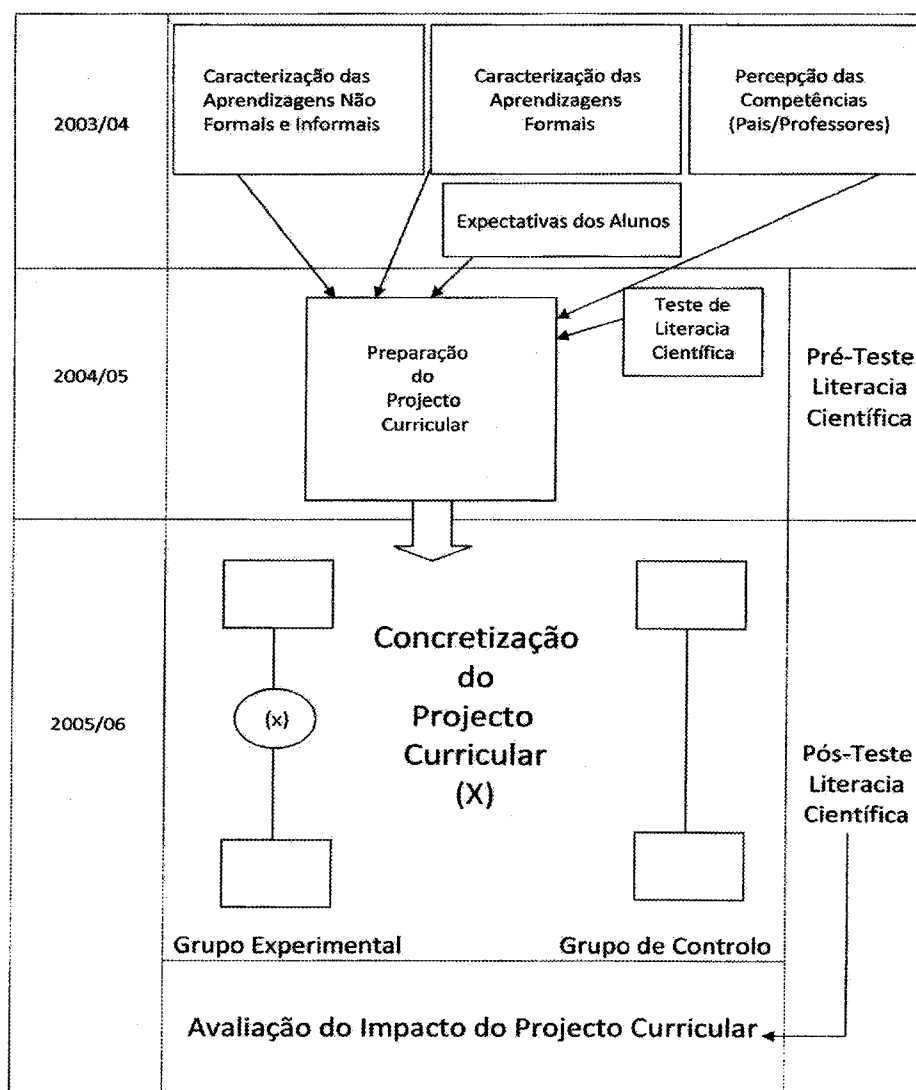 2003/04
Caracterização das
Aprendizagens Não
Formais e Informais
Caracterização das
Aprendizagens
Formais
Percepção das
Competências
(Pais/Professores)
Expectativas dos Alunos
2004/05
Preparação
do
Projecto
Curricular
Teste de
Literacia
Científica
Pré-Teste
Literacia
Científica
2005/06
(x)
Concretização
do
Projecto
Curricular
(X)
Pós-Teste
Literacia
Científica
Grupo Experimental
Grupo de Controlo
Avaliação do Impacto do Projecto Curricular